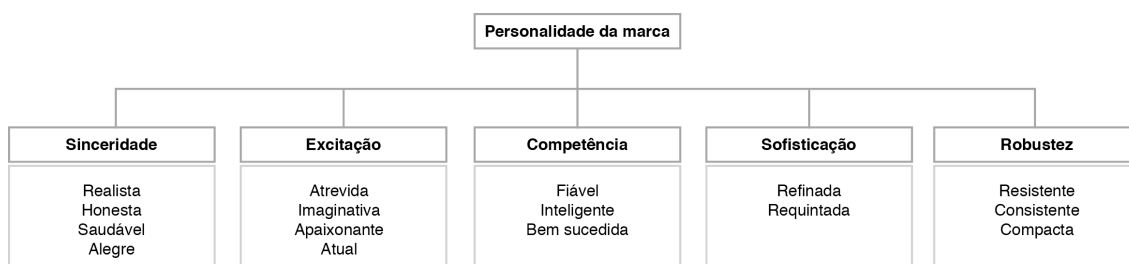 Personalidade da marca
Sinceridade
Realista
Honesta
Saudável
Alegre
Excitação
Atrevida
Imaginativa
Apaixonante
Atual
Competência
Fiável
Inteligente
Bem sucedida
Sofisticação
Refinada
Requintada
Robustez
Resistente
Consistente
Compacta